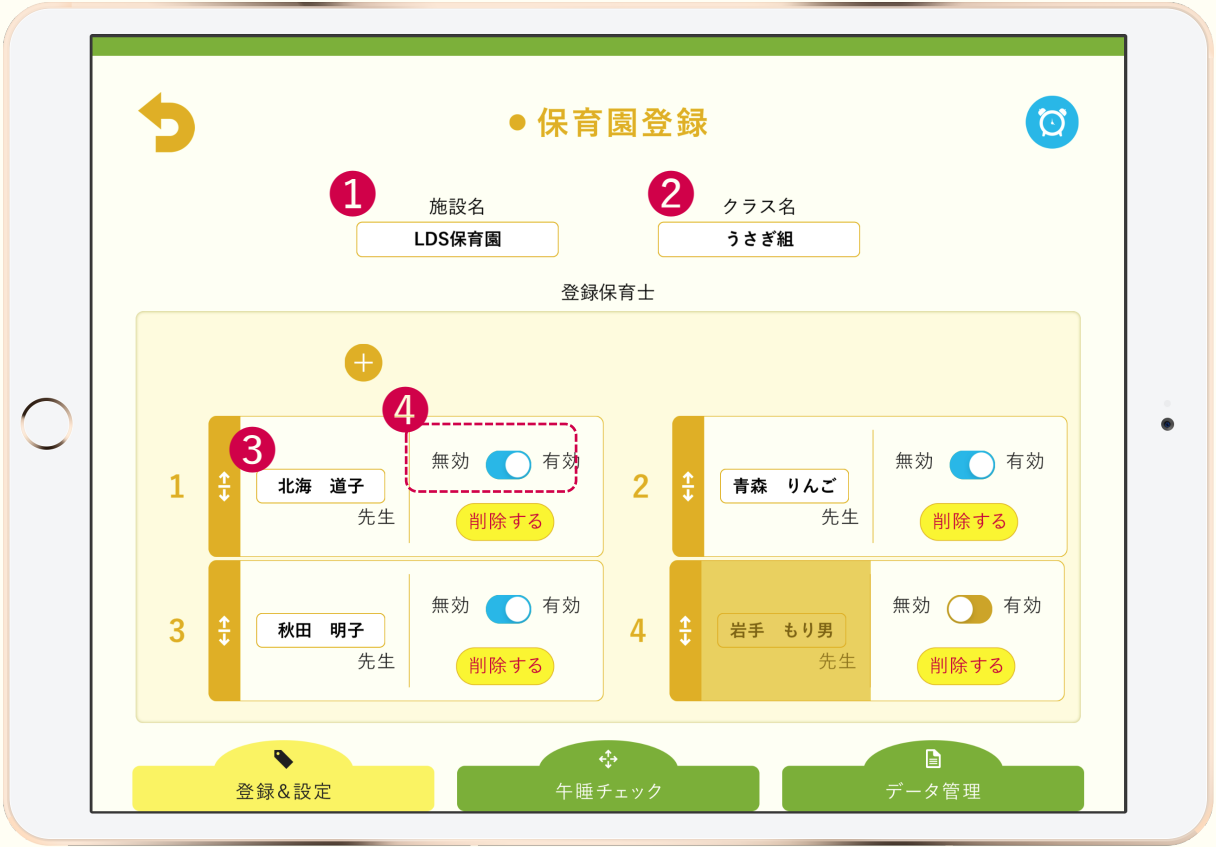 ● 保育園登録
1
施設名
LDS保育園
2
クラス名
うさぎ組
登録保育士
+
4
1
3
北海　道子
先生
無効
有効
削除する
2
青森　りんご
先生
無効
有効
削除する
3
秋田　明子
先生
無効
有効
削除する
4
岩手　もり男
先生
無効
有効
削除する
登録&設定
午睡チェック
データ管理